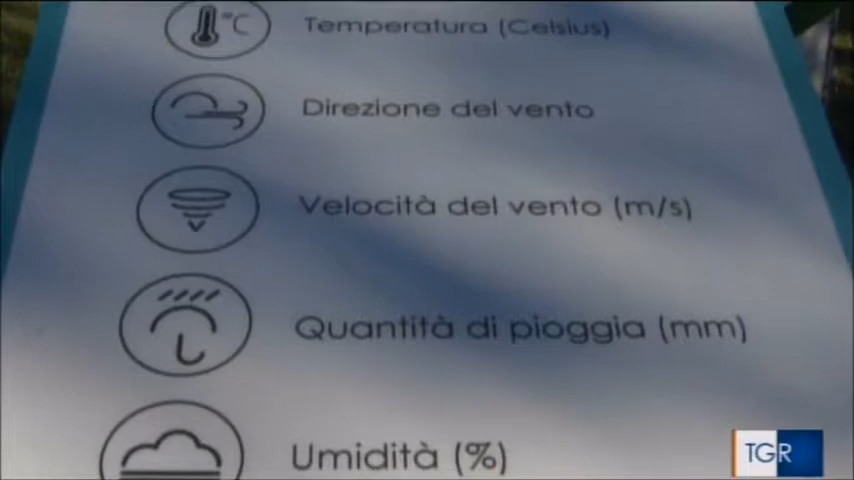 °C Temperatura (Celsius)
Direzione del vento
Velocità del vento (m/s)
Quantità di pioggia (mm)
Umidità (%)
TGR